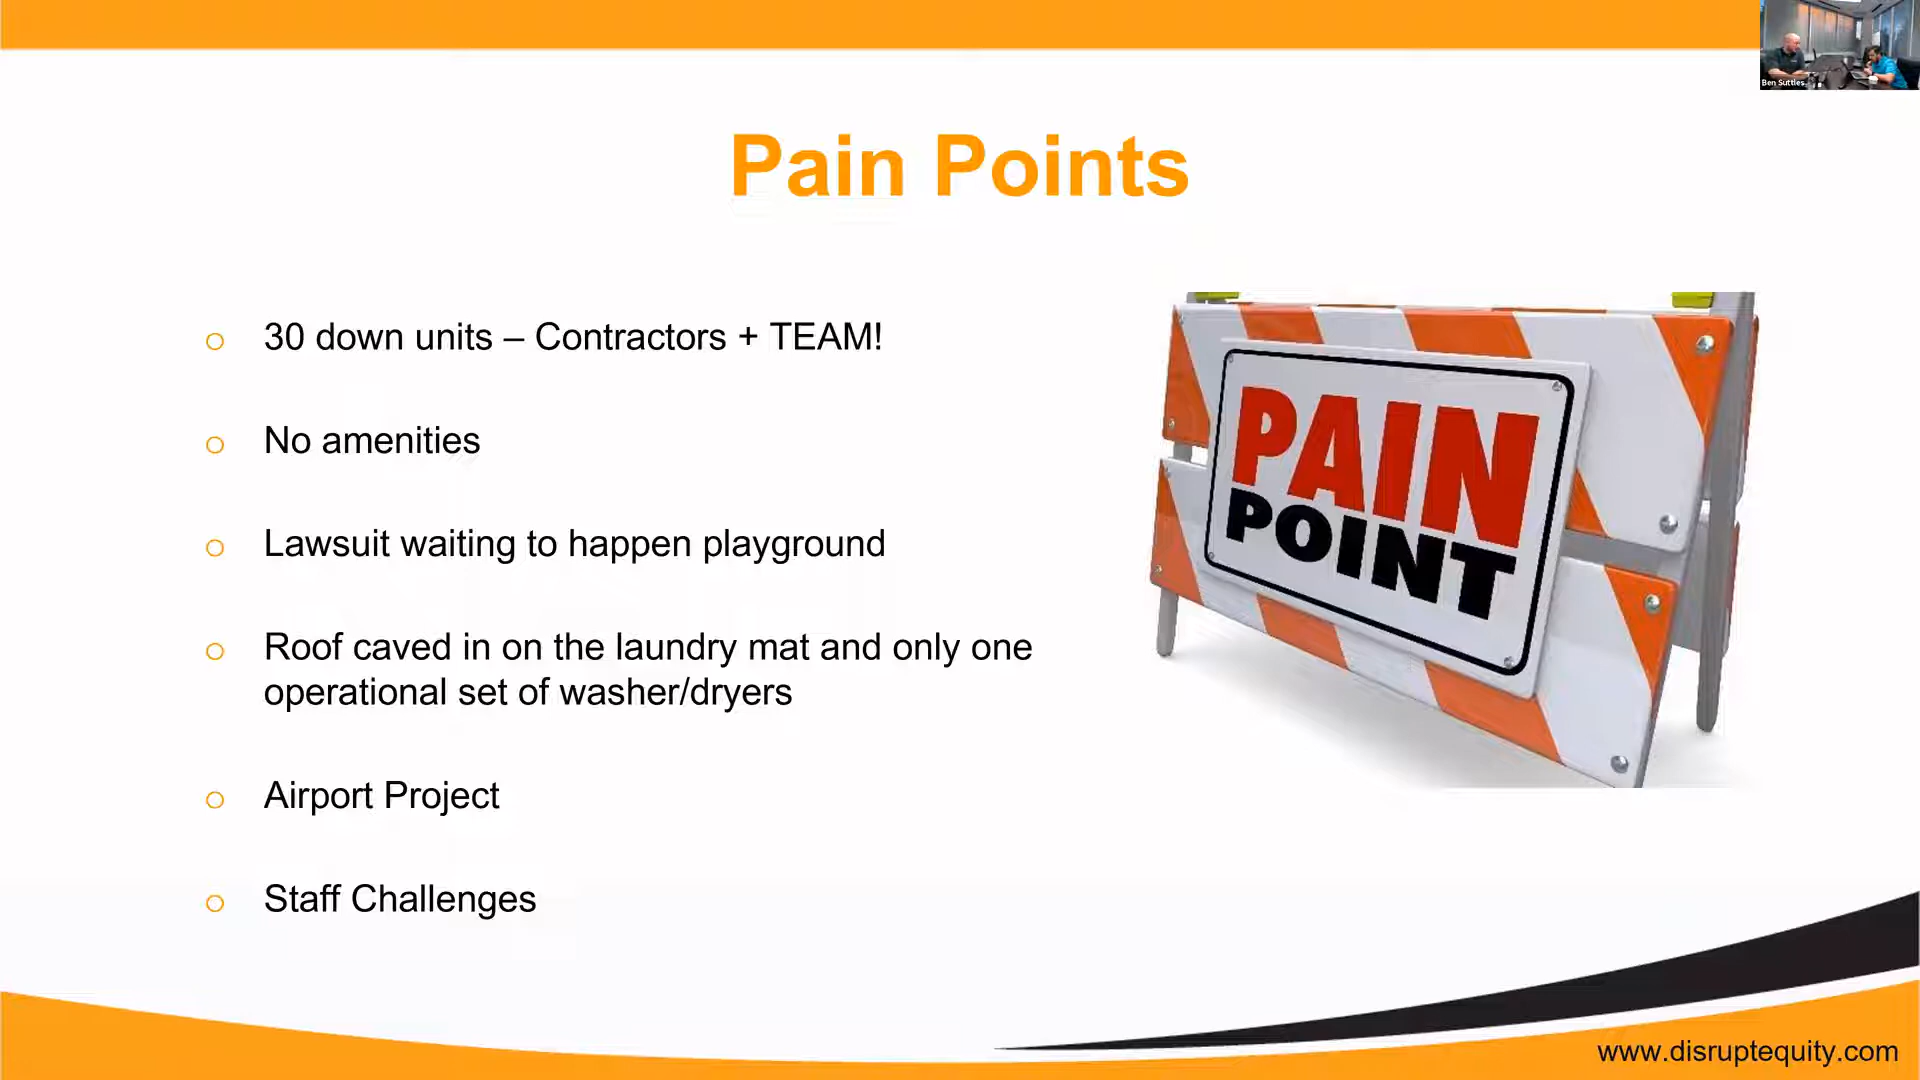 Ben Suttles
Pain Points
30 down units – Contractors + TEAM!
No amenities
Lawsuit waiting to happen playground
Roof caved in on the laundry mat and only one
operational set of washer/dryers
Airport Project
Staff Challenges
PAIN
POINT
www.disruptequity.com